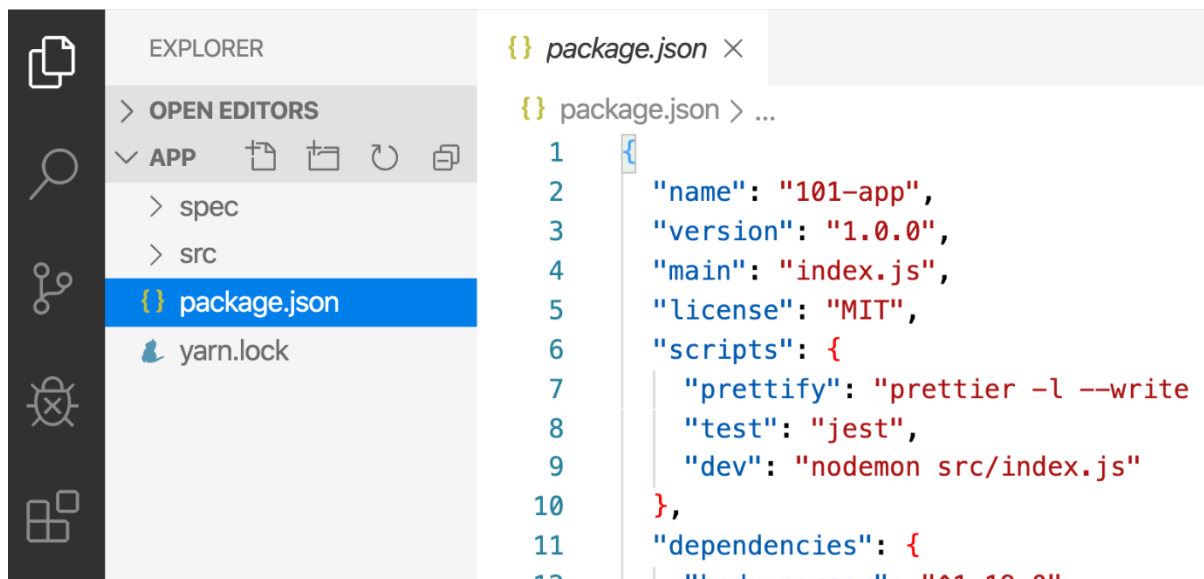 EXPLORER
OPEN EDITORS
APP
spec
src
{} package.json
yarn.lock
{} package.json ×
{} package.json > ...
1 {
2 "name": "101-app",
3 "version": "1.0.0",
4 "main": "index.js",
5 "license": "MIT",
6 "scripts": {
7 "prettify": "prettier -l --write
8 "test": "jest",
9 "dev": "nodemon src/index.js"
10 },
11 "dependencies": {